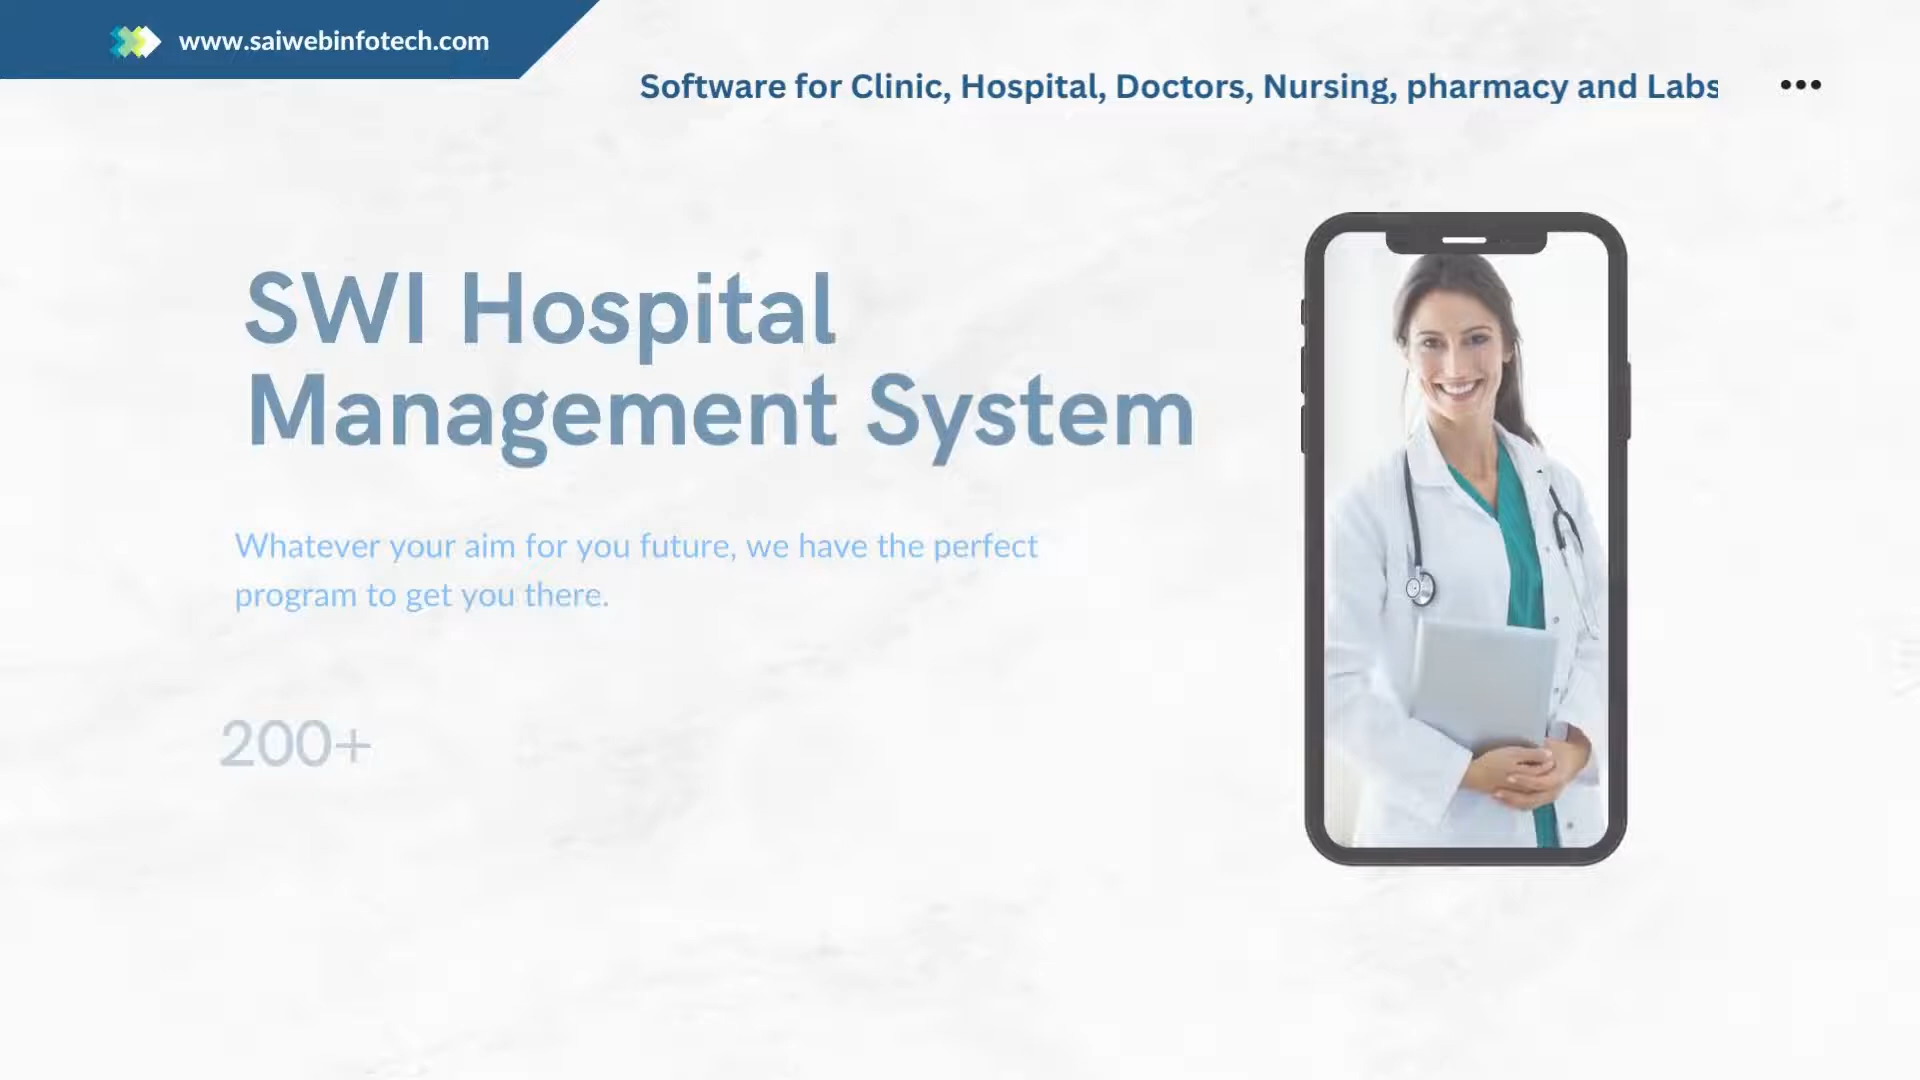 www.saiwebinfotech.com
Software for Clinic, Hospital, Doctors, Nursing, pharmacy and Labs
SWI Hospital
Management System
Whatever your aim for you future, we have the perfect
program to get you there.
200+